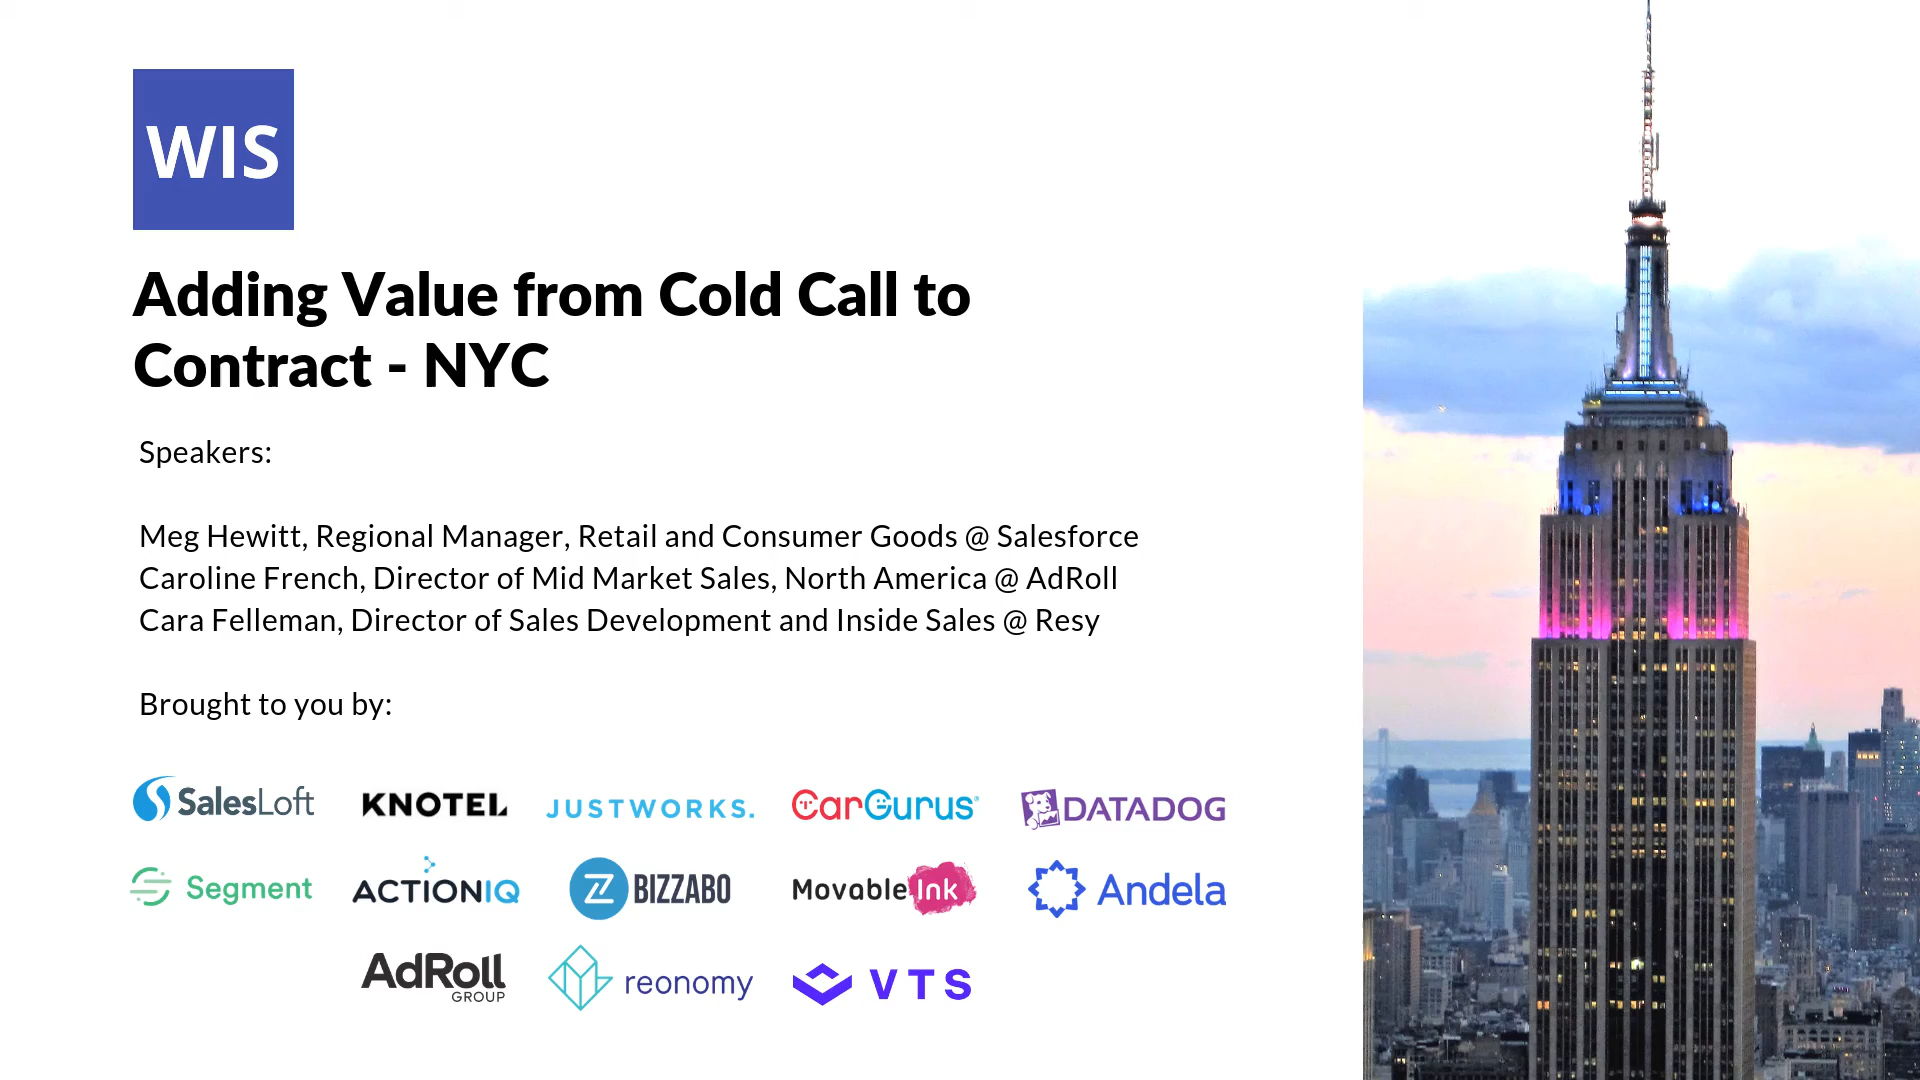 WIS
Adding Value from Cold Call to
Contract - NYC
Speakers:
Meg Hewitt, Regional Manager, Retail and Consumer Goods @ Salesforce
Caroline French, Director of Mid Market Sales, North America @ AdRoll
Cara Felleman, Director of Sales Development and Inside Sales @ Resy
Brought to you by:
SalesLoft KNOTEL JUSTWORKS. CarGurus DATADOG
Segment ACTIONIQ BIZZABO Movable Ink Andela
AdRoll GROUP reonomy VTS